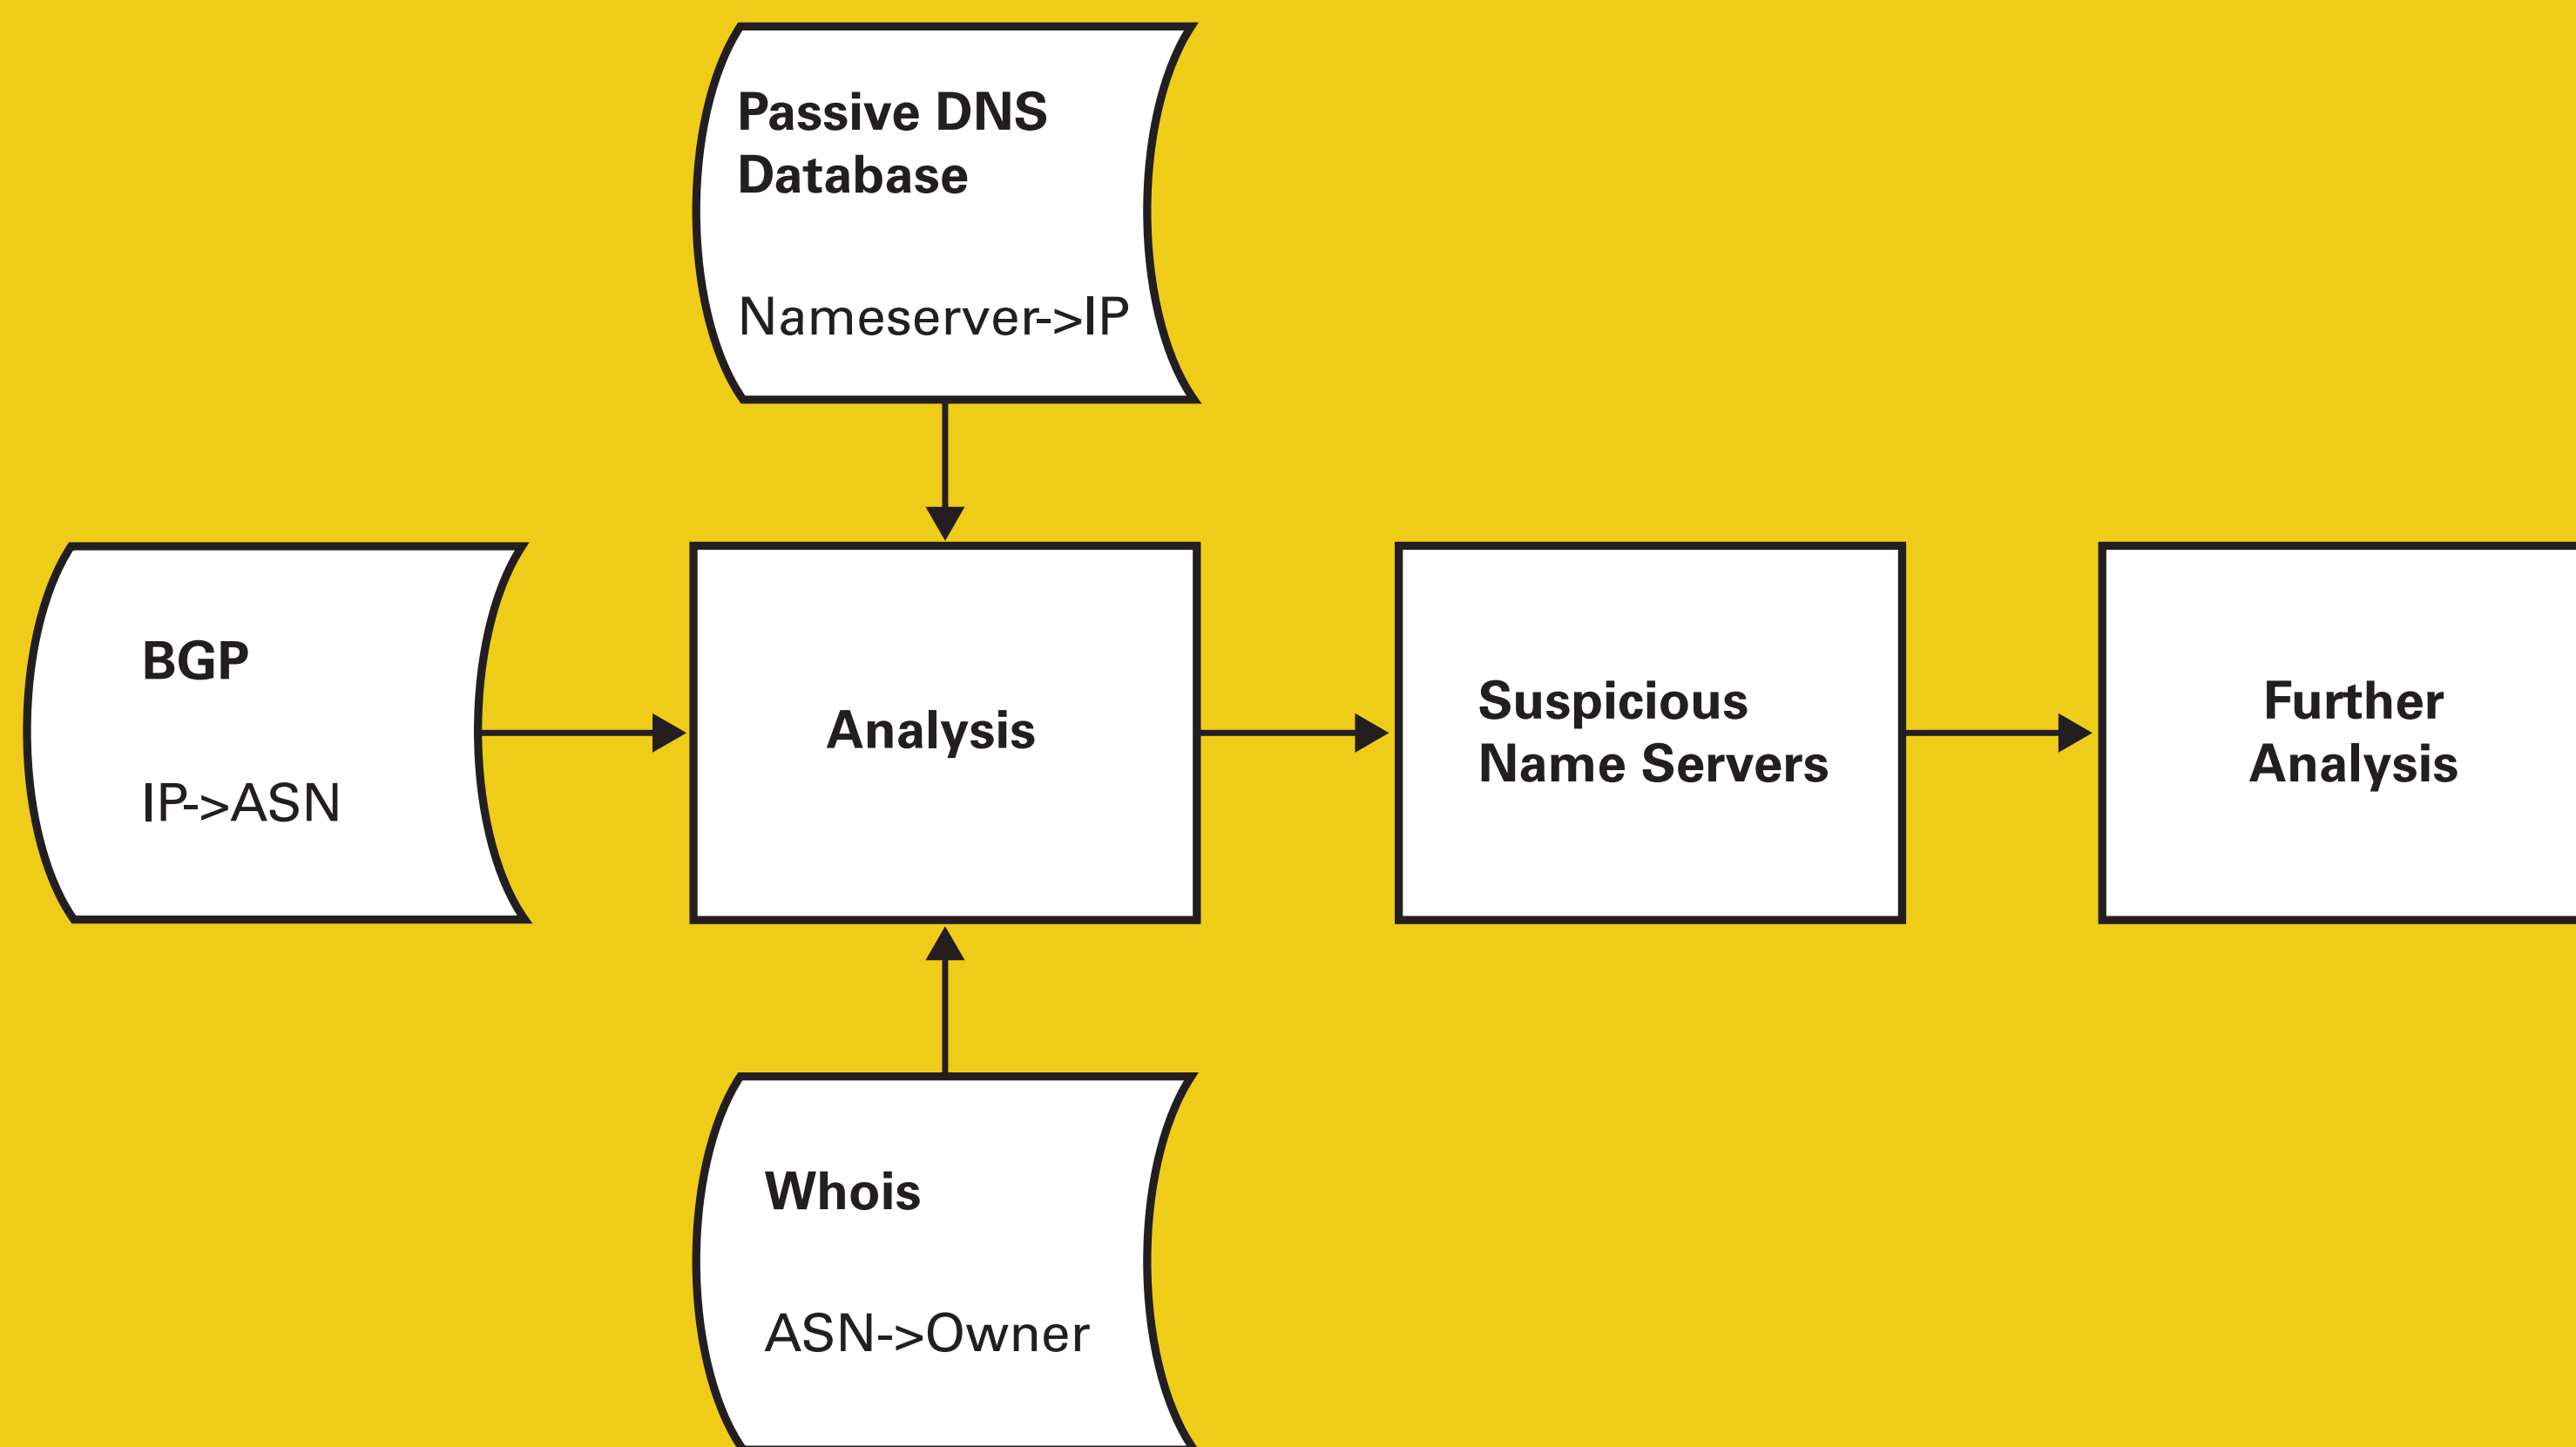 Passive DNS
Database
Nameserver->IP
BGP
IP->ASN
Analysis
Suspicious
Name Servers
Further
Analysis
Whois
ASN->Owner